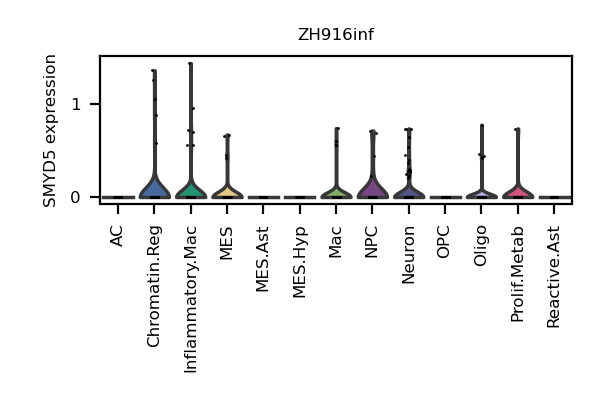 ZH916inf
SMYD5 expression
1
0
AC
Chromatin.Reg
Inflammatory.Mac
MES
MES.Ast
MES.Hyp
Mac
NPC
Neuron
OPC
Oligo
Prolif.Metab
Reactive.Ast